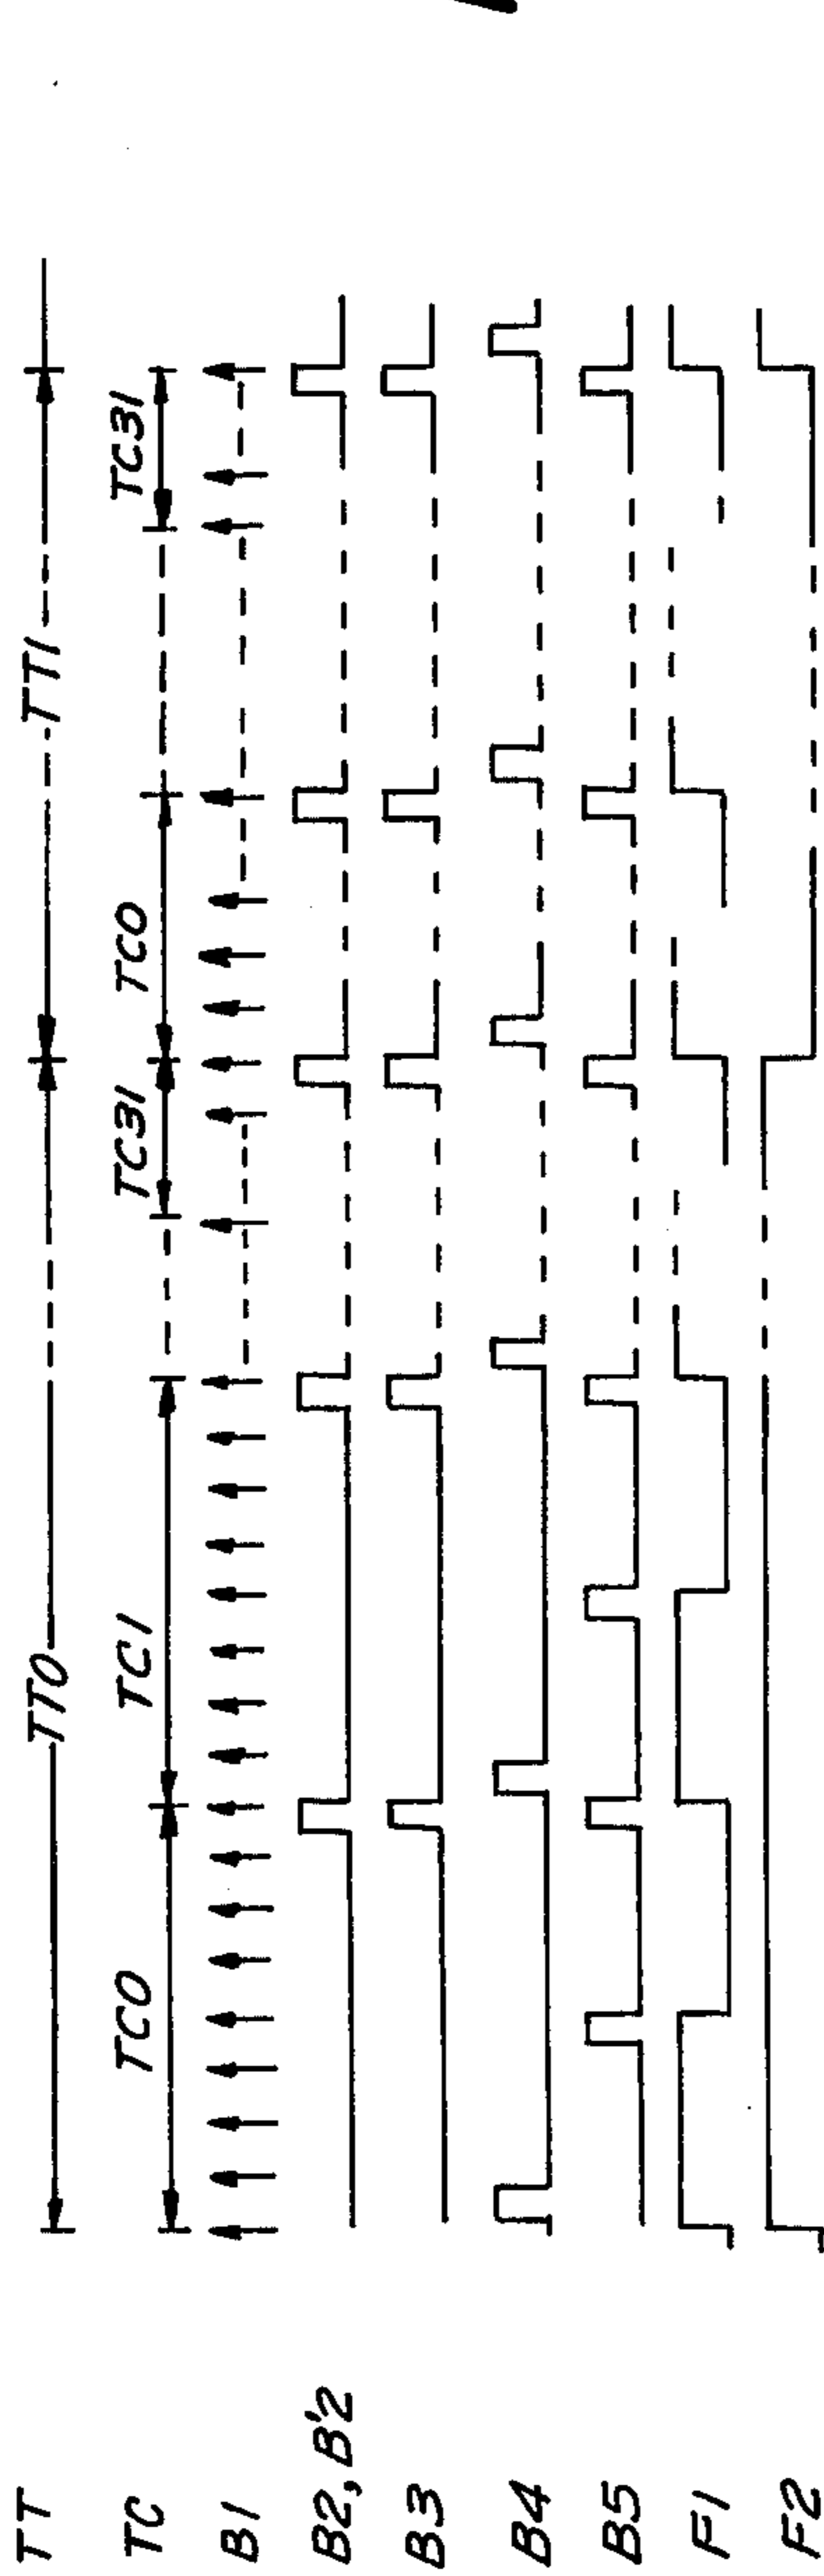 TT TT0 TT1
TC TC0 TC1 TC31 TC0 TC31
B1
B2, B'2
B3
B4
B5
F1
F2